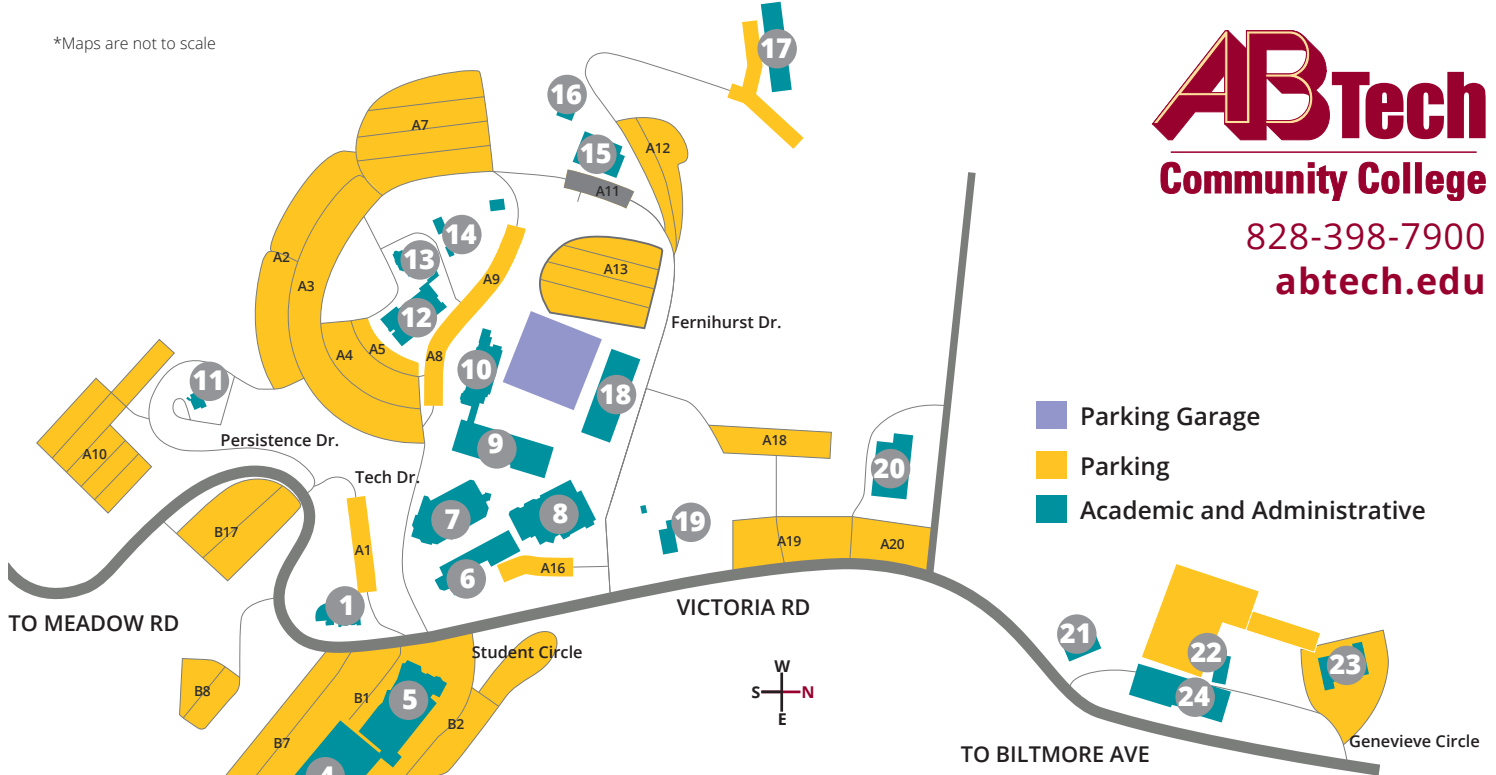 *Maps are not to scale
17
16
A7
A12
15
A11
14
A2
13
A9
A13
A3
12
Fernihurst Dr.
A4
A5
A8
10
11
18
Persistence Dr.
9
A18
A10
Tech Dr.
20
7
8
19
B17
A1
A16
A19
A20
6
1
TO MEADOW RD
VICTORIA RD
Student Circle
21
22
23
B8
B1
5
24
B2
B7
4
W
S
N
E
TO BILTMORE AVE
Genevieve Circle
AB Tech
Community College
828-398-7900
abtech.edu
Parking Garage
Parking
Academic and Administrative